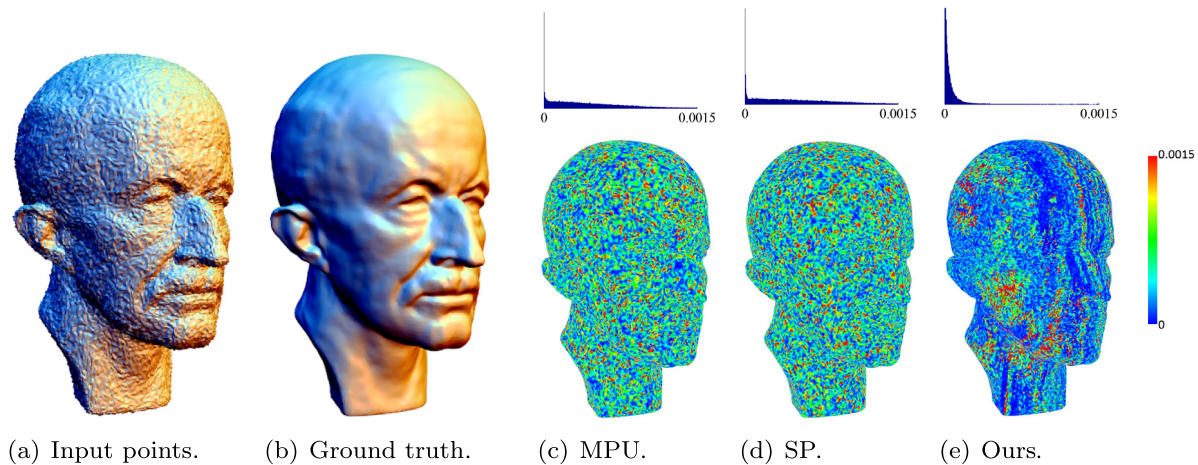 0 0.0015
0 0.0015
0 0.0015
0.0015
0
(a) Input points.
(b) Ground truth.
(c) MPU.
(d) SP.
(e) Ours.